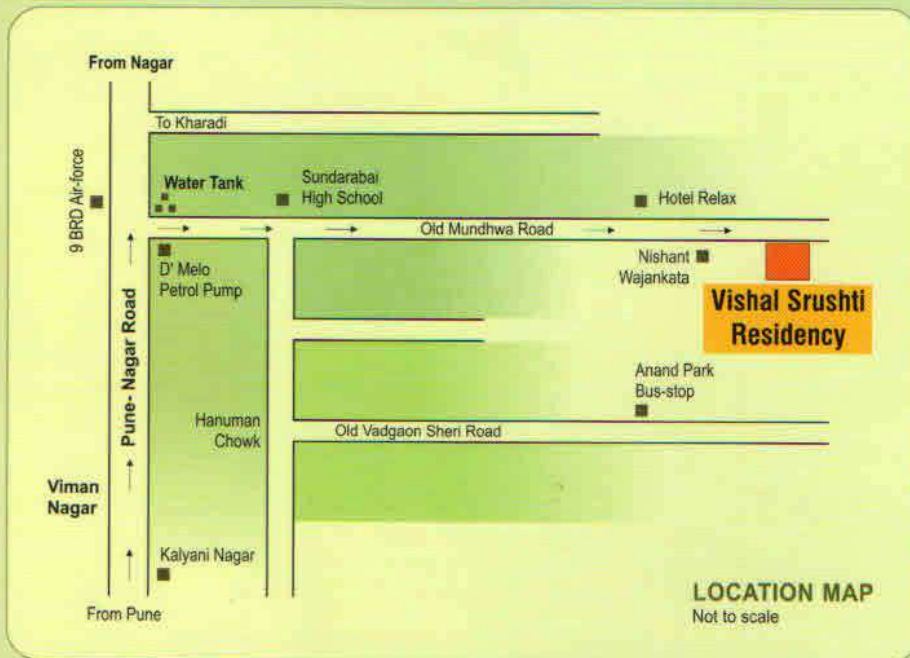 From Nagar
To Kharadi
9 BRD Air-force
Water Tank
Sundarabai
High School
Hotel Relax
Old Mundhwa Road
D' Melo
Petrol Pump
Nishant
Wajankata
Vishal Srushti
Residency
Pune- Nagar Road
Anand Park
Bus-stop
Hanuman
Chowk
Old Vadgaon Sheri Road
Viman
Nagar
Kalyani Nagar
From Pune
LOCATION MAP
Not to scale